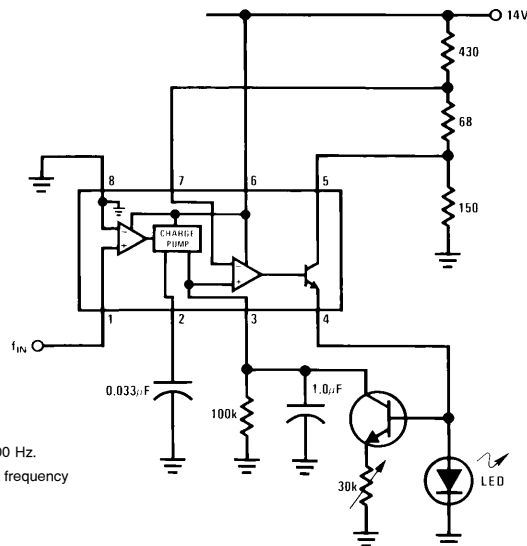 14V
430
68
150
8
7
6
5
CHARGE
PUMP
-
+
-
+
1
2
3
4
fIN
0.033µF
100k
1.0µF
30k
LED
00 Hz.
frequency